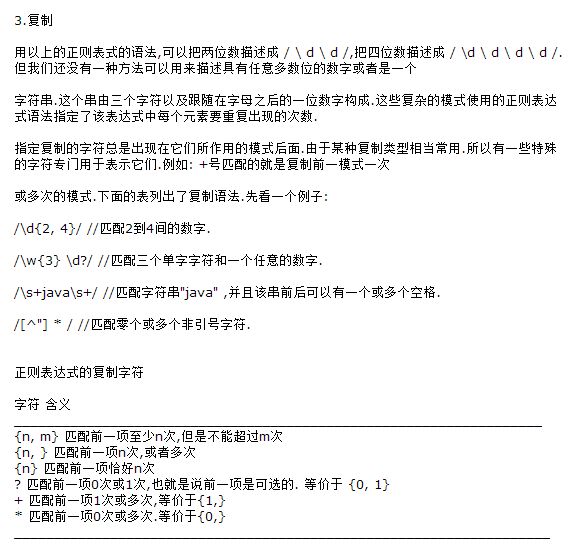 3.复制
用以上的正则表式的语法,可以把两位数描述成 / \ d \ d /,把四位数描述成 / \d \ d \ d \ d /.
但我们还没有一种方法可以用来描述具有任意多数位的数字或者是一个
字符串.这个串由三个字符以及跟随在字母之后的一位数字构成.这些复杂的模式使用的正则表达
式语法指定了该表达式中每个元素要重复出现的次数.
指定复制的字符总是出现在它们所作用的模式后面.由于某种复制类型相当常用.所以有一些特殊
的字符专门用于表示它们.例如: +号匹配的就是复制前一模式一次
或多次的模式.下面的表列出了复制语法.先看一个例子:
/\d{2, 4}/ //匹配2到4间的数字.
/\w{3} \d?/ //匹配三个单字字符和一个任意的数字.
/\s+java\s+/ //匹配字符串"java" ,并且该串前后可以有一个或多个空格.
/[^"] * / //匹配零个或多个非引号字符.
正则表达式的复制字符
字符 含义
{n, m} 匹配前一项至少n次,但是不能超过m次
{n, } 匹配前一项n次,或者多次
{n} 匹配前一项恰好n次
? 匹配前一项0次或1次,也就是说前一项是可选的. 等价于 {0, 1}
+ 匹配前一项1次或多次,等价于{1,}
* 匹配前一项0次或多次.等价于{0,}